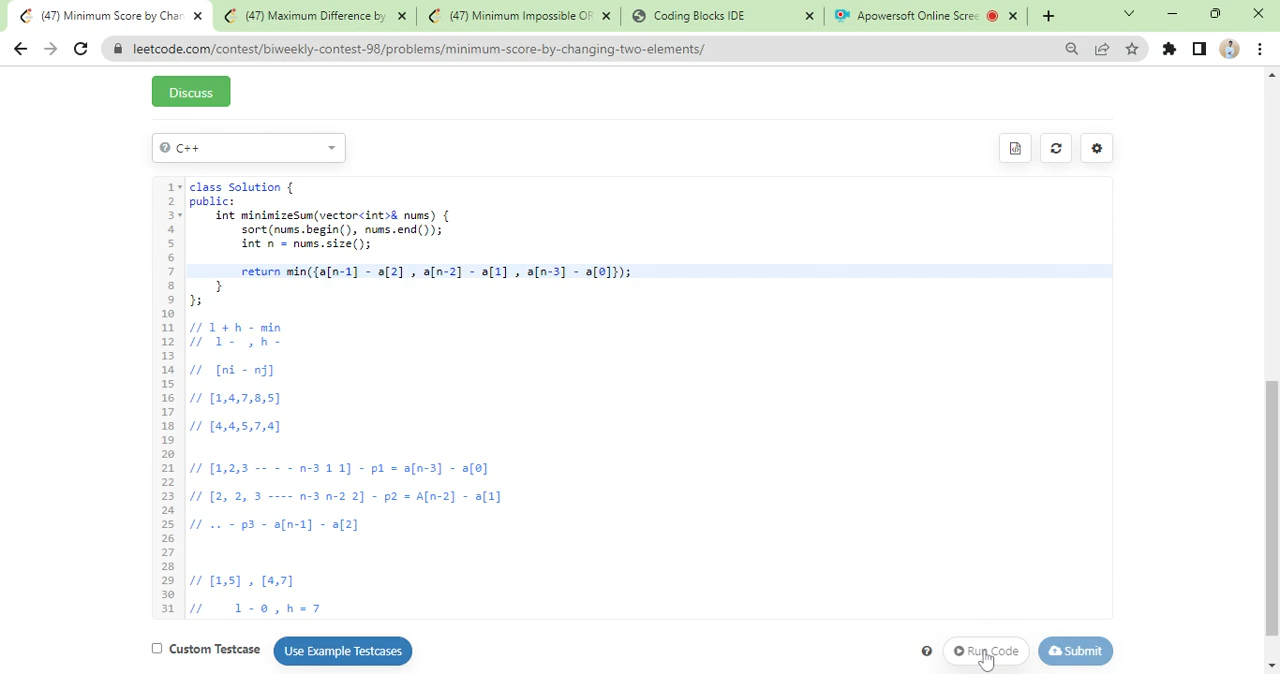 (47) Minimum Score by Chan
(47) Maximum Difference by
(47) Minimum Impossible OR
Coding Blocks IDE
Apowersoft Online Scree
leetcode.com/contest/biweekly-contest-98/problems/minimum-score-by-changing-two-elements/
Discuss
C++
1 class Solution {
2 public:
3 int minimizeSum(vector<int>& nums) {
4 sort(nums.begin(), nums.end());
5 int n = nums.size();
6
7 return min({a[n-1] - a[2] , a[n-2] - a[1] , a[n-3] - a[0]});
8 }
9 };
10
11 // l + h - min
12 // l - , h -
13
14 // [ni - nj]
15
16 // [1,4,7,8,5]
17
18 // [4,4,5,7,4]
19
20
21 // [1,2,3 -- - - n-3 1 1] - p1 = a[n-3] - a[0]
22
23 // [2, 2, 3 ---- n-3 n-2 2] - p2 = A[n-2] - a[1]
24
25 // .. - p3 - a[n-1] - a[2]
26
27
28
29 // [1,5] , [4,7]
30
31 // l - 0 , h = 7
Custom Testcase
Use Example Testcases
Run Code
Submit